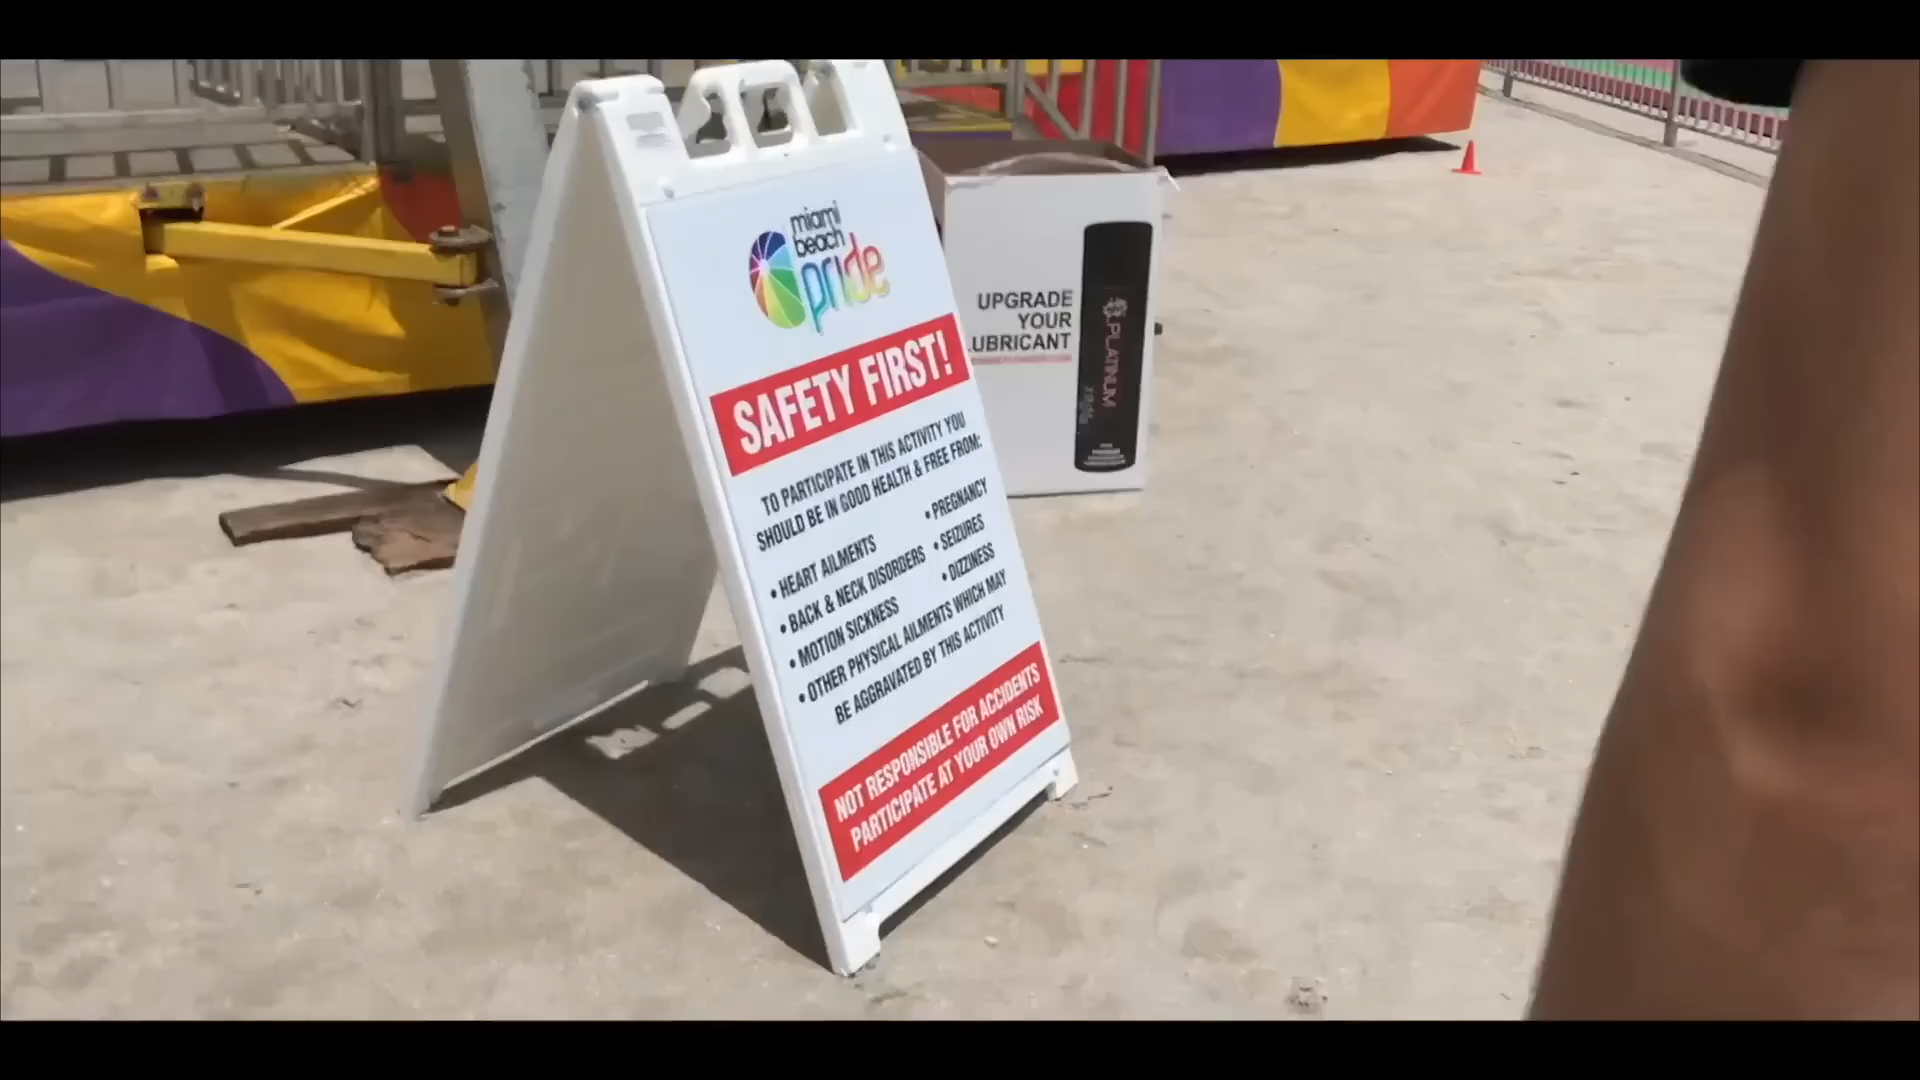 miami
beach
pride
SAFETY FIRST!
TO PARTICIPATE IN THIS ACTIVITY YOU
SHOULD BE IN GOOD HEALTH & FREE FROM:
• HEART AILMENTS
• BACK & NECK DISORDERS
• MOTION SICKNESS
• PREGNANCY
• SEIZURES
• DIZZINESS
• OTHER PHYSICAL AILMENTS WHICH MAY
BE AGGRAVATED BY THIS ACTIVITY
NOT RESPONSIBLE FOR ACCIDENTS
PARTICIPATE AT YOUR OWN RISK
UPGRADE
YOUR
UBRICANT
PLATINUM